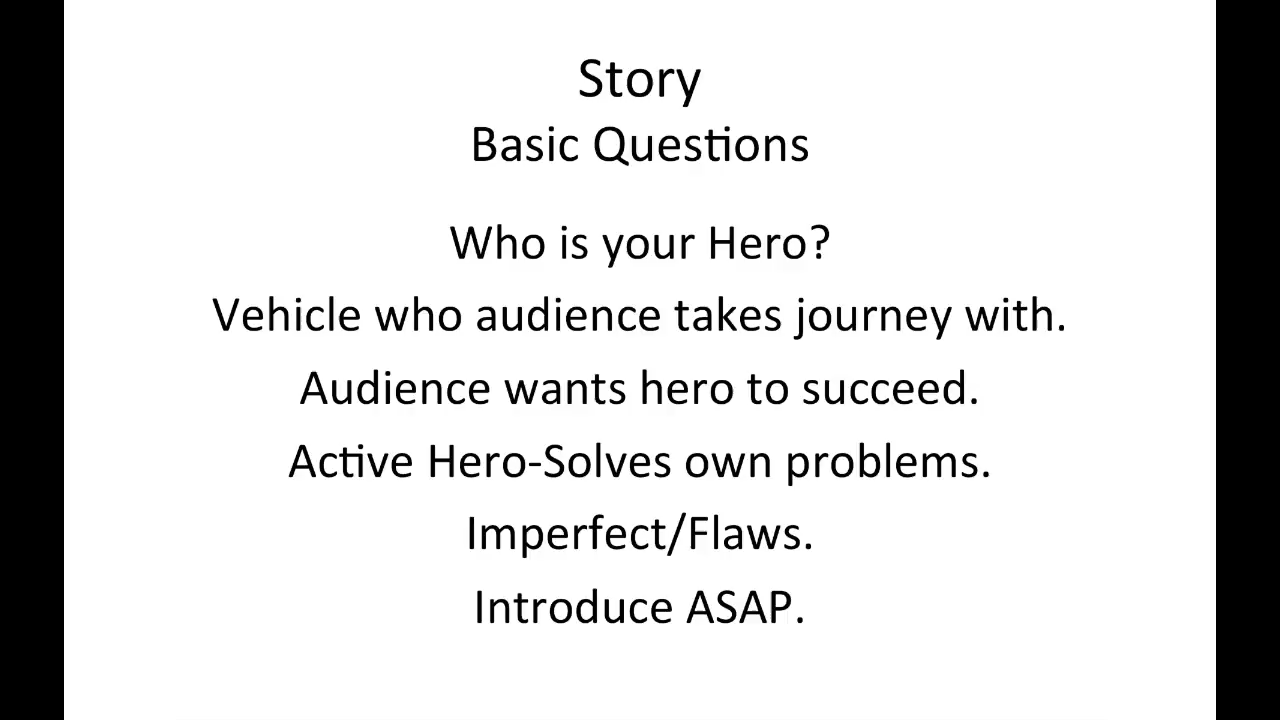 Story
Basic Questions
Who is your Hero?
Vehicle who audience takes journey with.
Audience wants hero to succeed.
Active Hero-Solves own problems.
Imperfect/Flaws.
Introduce ASAP.